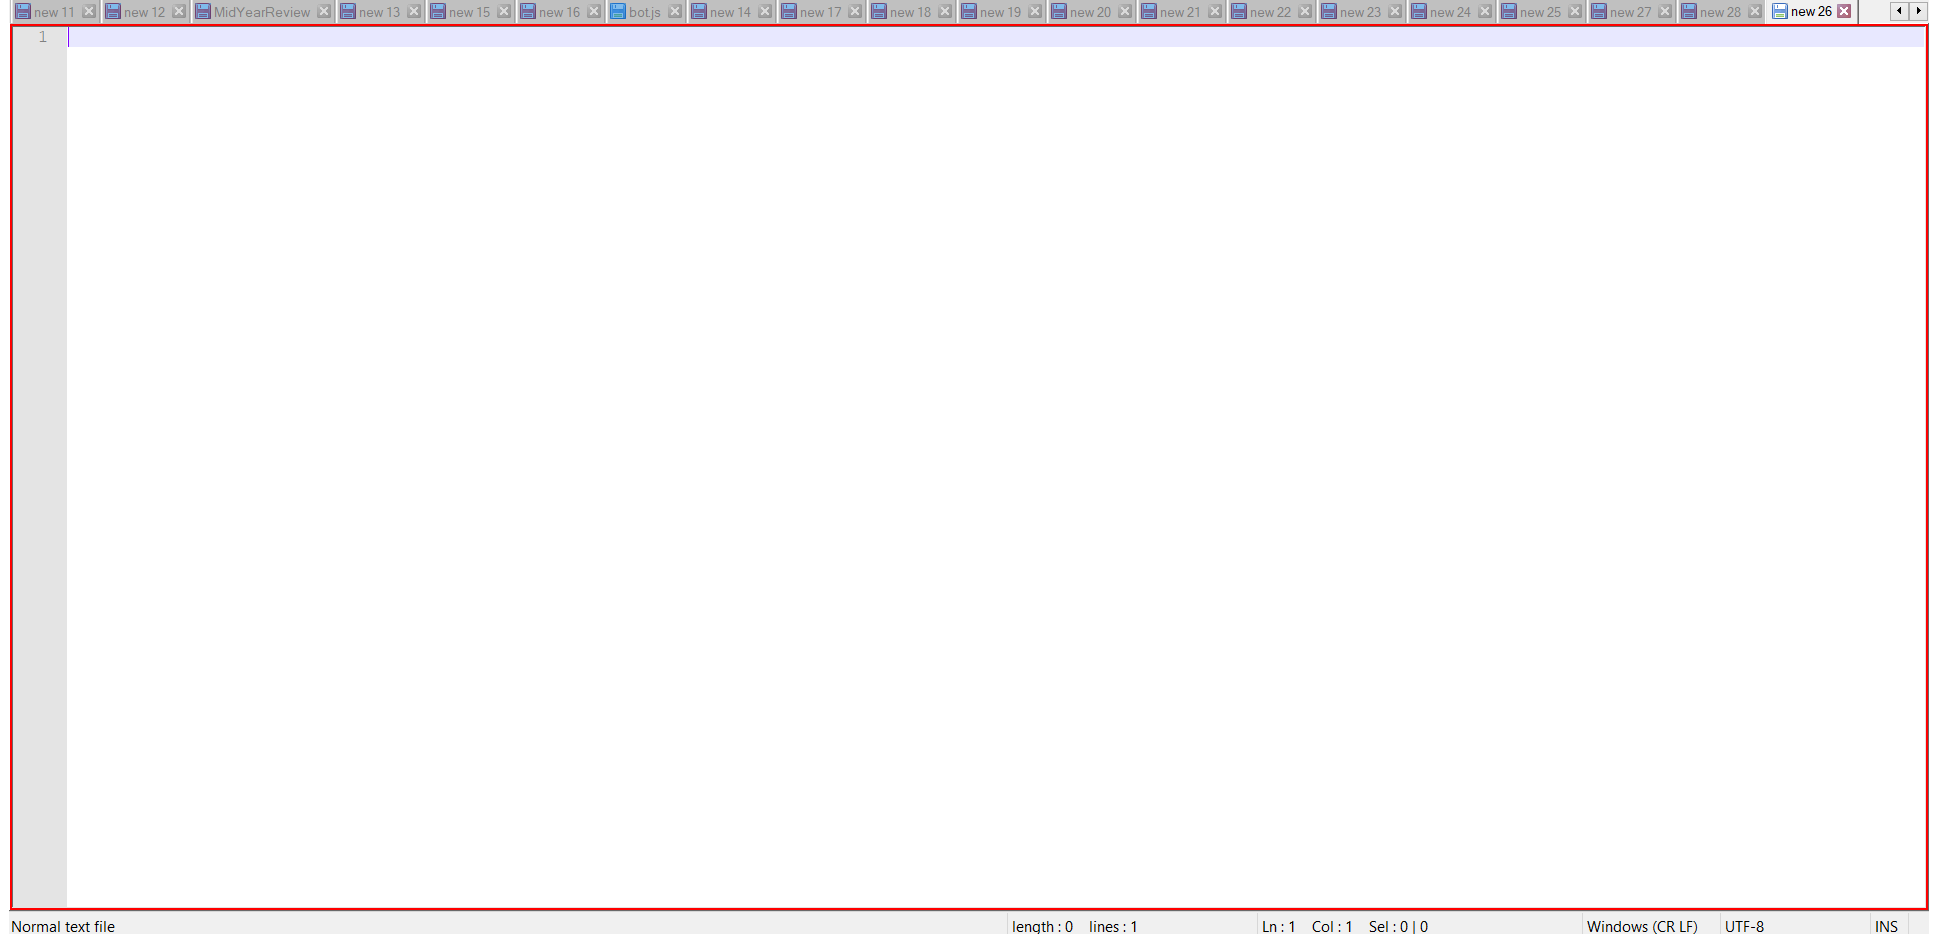 new 11 new 12 MidYearReview new 13 new 15 new 16 bot.js new 14 new 17 new 18 new 19 new 20 new 21 new 22 new 23 new 24 new 25 new 27 new 28 new 26
1
Normal text file length : 0 lines : 1 Ln : 1 Col : 1 Sel : 0 | 0 Windows (CR LF) UTF-8 INS